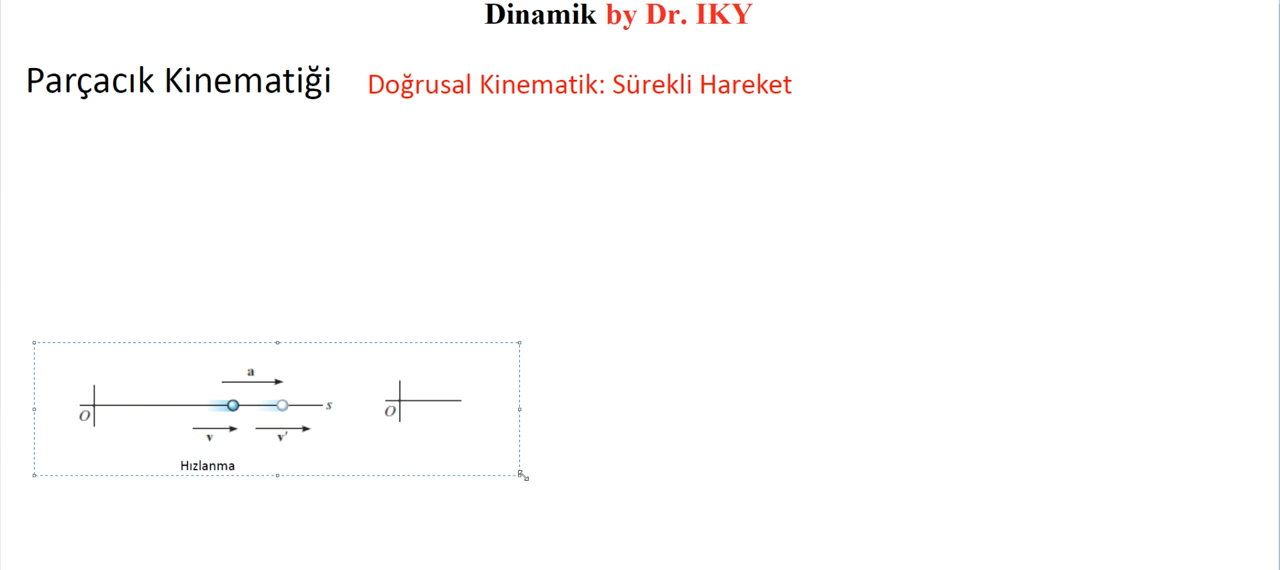 Dinamik by Dr. IKY
Parçacık Kinematiği Doğrusal Kinematik: Sürekli Hareket
a
O s O
v v'
Hızlanma